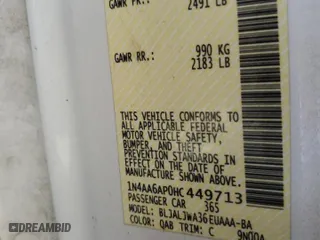 GAWR FR.: 2491 LB
GAWR RR.: 990 KG
2183 LB
THIS VEHICLE CONFORMS TO
ALL APPLICABLE FEDERAL
MOTOR VEHICLE SAFETY,
BUMPER, AND THEFT
PREVENTION STANDARDS
IN EFFECT ON THE DATE OF
MANUFACTURE SHOWN ABOVE.
1N4AA6AP0HC449713
PASSENGER CAR 365
MODEL: BLJALJWA36EUAAA-BA
COLOR: QAB TRIM: C 9N00A
DREAMBID